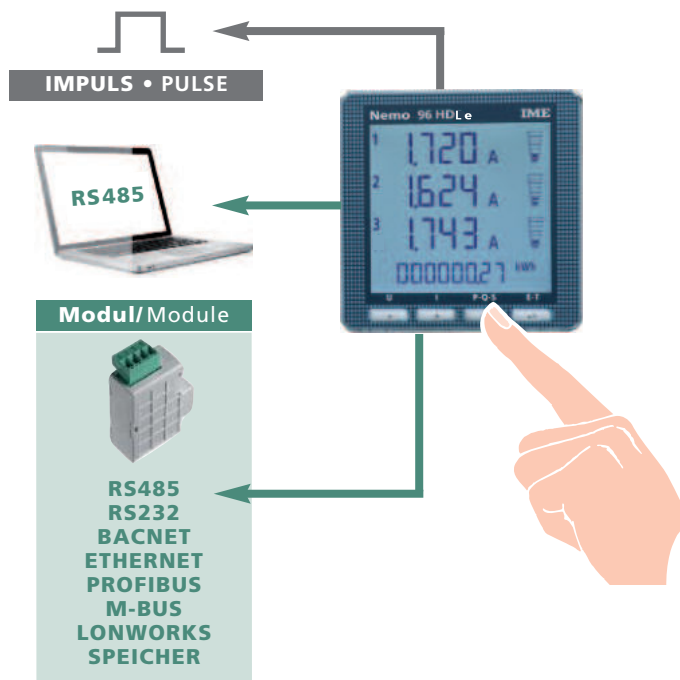 IMPULS • PULSE
Nemo 96 HDLe IME
1 1.720 A
2 1.624 A
3 1.743 A
000000.27 kWh
U I P-Q-S E-T
RS485
Modul/Module
RS485
RS232
BACNET
ETHERNET
PROFIBUS
M-BUS
LONWORKS
SPEICHER